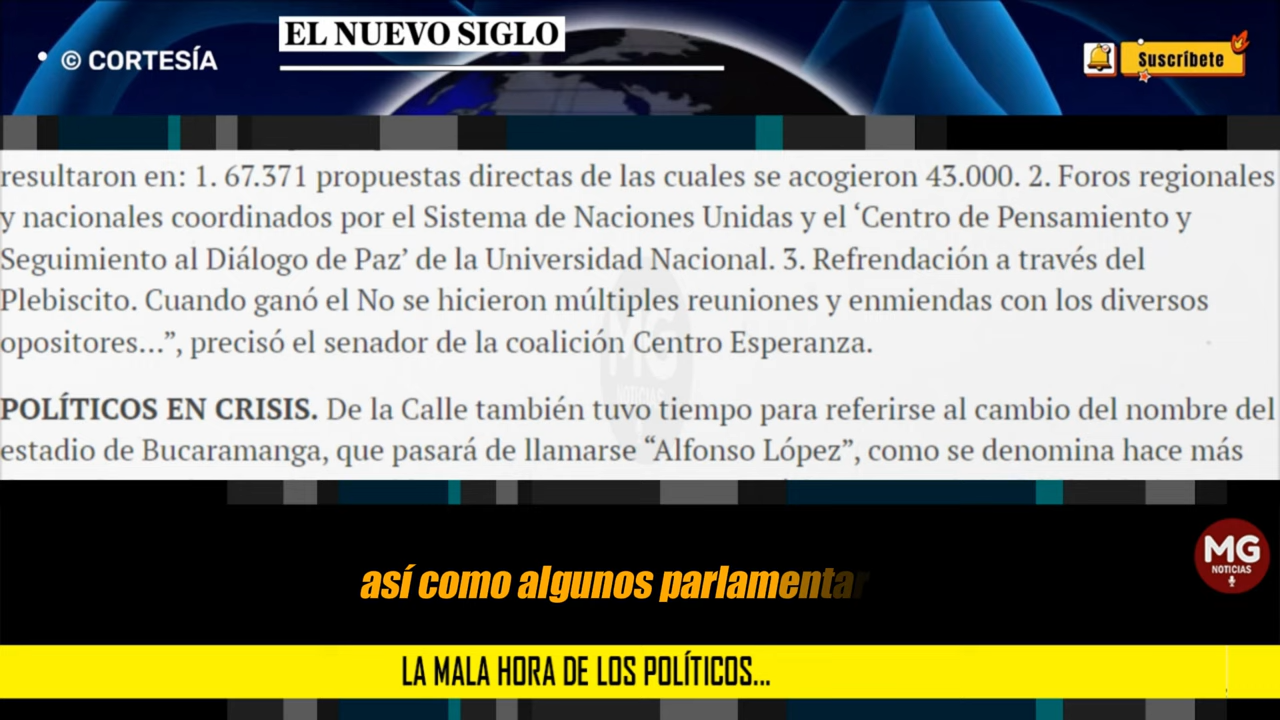 EL NUEVO SIGLO
© CORTESÍA
Suscríbete
resultaron en: 1. 67.371 propuestas directas de las cuales se acogieron 43.000. 2. Foros regionales
y nacionales coordinados por el Sistema de Naciones Unidas y el ‘Centro de Pensamiento y
Seguimiento al Diálogo de Paz’ de la Universidad Nacional. 3. Refrendación a través del
Plebiscito. Cuando ganó el No se hicieron múltiples reuniones y enmiendas con los diversos
opositores...”, precisó el senador de la coalición Centro Esperanza.
POLÍTICOS EN CRISIS. De la Calle también tuvo tiempo para referirse al cambio del nombre del
estadio de Bucaramanga, que pasará de llamarse “Alfonso López”, como se denomina hace más
MG
NOTICIAS
así como algunos parlamentar
MG
NOTICIAS
LA MALA HORA DE LOS POLÍTICOS...